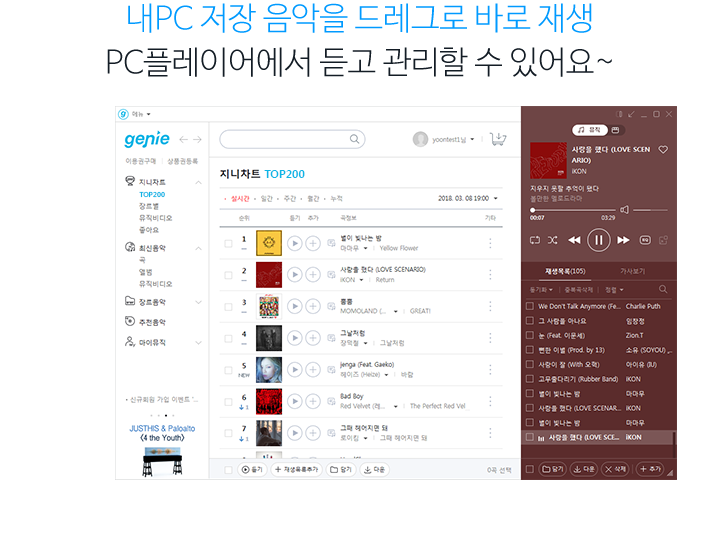 내PC 저장 음악을 드레그로 바로 재생
PC플레이어에서 듣고 관리할 수 있어요~
메뉴
genie
이용권구매 상품권등록
지니차트
TOP200
장르별
뮤직비디오
좋아요
최신음악
곡
앨범
뮤직비디오
장르음악
추천음악
마이뮤직
• 신규회원 가입 이벤트 '...
JUSTHIS & Paloalto
《4 the Youth》
yoontest1님
지니차트 TOP200
• 실시간 • 일간 • 주간 • 월간 • 누적 2018. 03. 08 19:00
순위 듣기 추가 곡정보 기타
1 별이 빛나는 밤
마마무 Yellow Flower
2 사랑을 했다 (LOVE SCENARIO)
iKON Return
3 뿜뿜
MOMOLAND (... GREAT!
4 그날처럼
장덕철 그날처럼
5 NEW jenga (Feat. Gaeko)
헤이즈 (Heize) 바람
6 1 Bad Boy
Red Velvet (레... The Perfect Red Vel
7 1 그때 헤어지면 돼
로이킴 그때 헤어지면 돼
듣기 재생목록추가 담기 다운 0곡 선택
뮤직
사랑을 했다 (LOVE SCEN
ARIO)
iKON
지우지 못할 추억이 됐다
볼만한 멜로드라마
00:07 03:29
EQ
재생목록(105) 가사보기
듣기화 중복곡삭제 정렬
We Don't Talk Anymore (Fe... Charlie Puth
그 사람을 아나요 임창정
눈 (Feat. 이문세) Zion.T
뻔한 이별 (Prod. by 13) 소유 (SOYOU) ,..
사랑이 잘 (With 오혁) 아이유 (IU)
고무줄다리기 (Rubber Band) iKON
별이 빛나는 밤 마마무
사랑을 했다 (LOVE SCENAR... iKON
별이 빛나는 밤 마마무
사랑을 했다 (LOVE SCE... iKON
담기 다운 삭제 추가